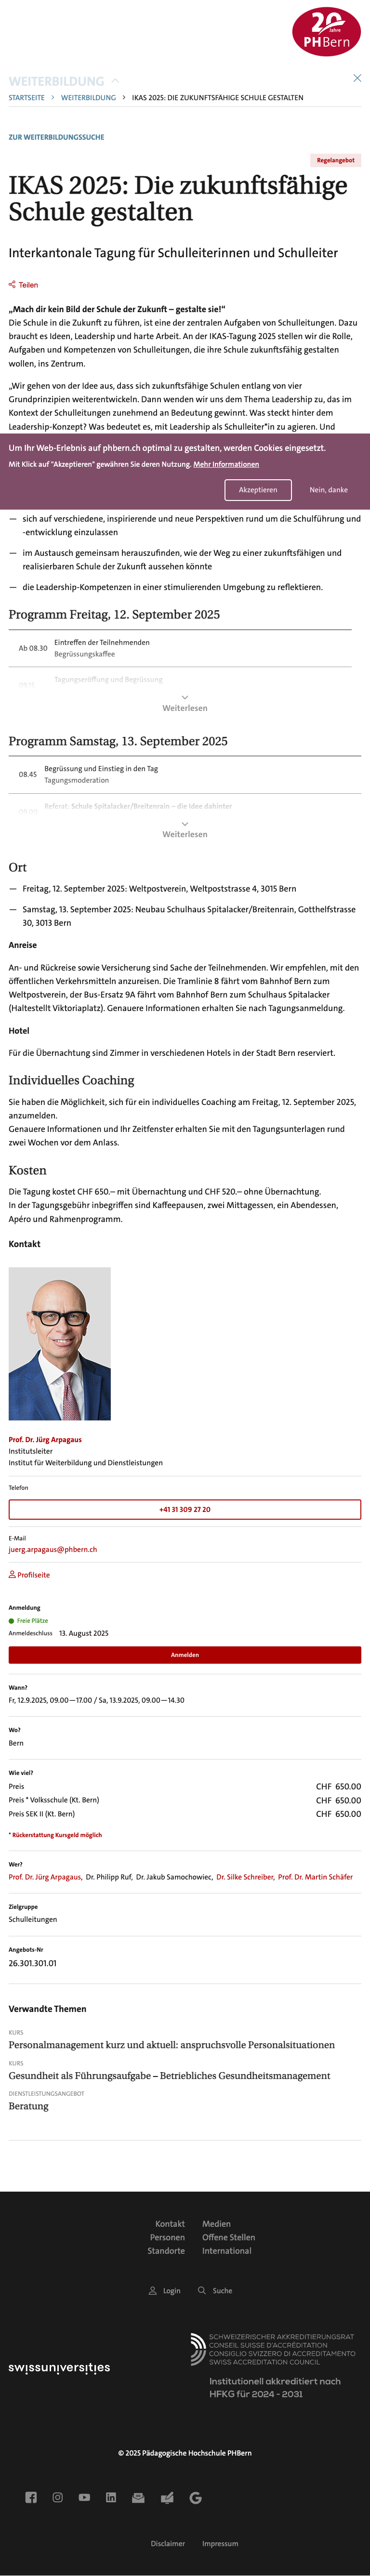 20 Jahre
PHBern
WEITERBILDUNG
STARTSEITE > WEITERBILDUNG > IKAS 2025: DIE ZUKUNFTSFÄHIGE SCHULE GESTALTEN
ZUR WEITERBILDUNGSSUCHE
Regelangebot
IKAS 2025: Die zukunftsfähige
Schule gestalten
Interkantonale Tagung für Schulleiterinnen und Schulleiter
Teilen
„Mach dir kein Bild der Schule der Zukunft – gestalte sie!“
Die Schule in die Zukunft zu führen, ist eine der zentralen Aufgaben von Schulleitungen. Dazu
braucht es Ideen, Leadership und harte Arbeit. An der IKAS-Tagung 2025 stellen wir die Rolle,
Aufgaben und Kompetenzen von Schulleitungen, die ihre Schule zukunftsfähig gestalten
wollen, ins Zentrum.
„Wir gehen von der Idee aus, dass sich zukunftsfähige Schulen entlang von vier
Grundprinzipien weiterentwickeln. Dann wenden wir uns dem Thema Leadership zu, das im
Kontext der Schulleitungen zunehmend an Bedeutung gewinnt. Was steckt hinter dem
Leadership-Konzept? Was bedeutet es, mit Leadership als Schulleiter*in zu agieren. Und
Um Ihr Web-Erlebnis auf phbern.ch optimal zu gestalten, werden Cookies eingesetzt.
Mit Klick auf "Akzeptieren" gewähren Sie deren Nutzung. Mehr Informationen
Akzeptieren Nein, danke
— sich auf verschiedene, inspirierende und neue Perspektiven rund um die Schulführung und
-entwicklung einzulassen
— im Austausch gemeinsam herauszufinden, wie der Weg zu einer zukunftsfähigen und
realisierbaren Schule der Zukunft aussehen könnte
— die Leadership-Kompetenzen in einer stimulierenden Umgebung zu reflektieren.
Programm Freitag, 12. September 2025
Ab 08.30 Eintreffen der Teilnehmenden
Begrüssungskaffee
Tagungseröffnung und Begrüssung
Weiterlesen
Programm Samstag, 13. September 2025
08.45 Begrüssung und Einstieg in den Tag
Tagungsmoderation
09.00 Referat: Schule Spitalacker/Breitenrain – die Idee dahinter
Weiterlesen
Ort
— Freitag, 12. September 2025: Weltpostverein, Weltpoststrasse 4, 3015 Bern
— Samstag, 13. September 2025: Neubau Schulhaus Spitalacker/Breitenrain, Gotthelfstrasse
30, 3013 Bern
Anreise
An- und Rückreise sowie Versicherung sind Sache der Teilnehmenden. Wir empfehlen, mit den
öffentlichen Verkehrsmitteln anzureisen. Die Tramlinie 8 fährt vom Bahnhof Bern zum
Weltpostverein, der Bus-Ersatz 9A fährt vom Bahnhof Bern zum Schulhaus Spitalacker
(Haltestellt Viktoriaplatz). Genauere Informationen erhalten Sie nach Tagungsanmeldung.
Hotel
Für die Übernachtung sind Zimmer in verschiedenen Hotels in der Stadt Bern reserviert.
Individuelles Coaching
Sie haben die Möglichkeit, sich für ein individuelles Coaching am Freitag, 12. September 2025,
anzumelden.
Genauere Informationen und Ihr Zeitfenster erhalten Sie mit den Tagungsunterlagen rund
zwei Wochen vor dem Anlass.
Kosten
Die Tagung kostet CHF 650.– mit Übernachtung und CHF 520.– ohne Übernachtung.
In der Tagungsgebühr inbegriffen sind Kaffeepausen, zwei Mittagessen, ein Abendessen,
Apéro und Rahmenprogramm.
Kontakt
Prof. Dr. Jürg Arpagaus
Institutsleiter
Institut für Weiterbildung und Dienstleistungen
Telefon
+41 31 309 27 20
E-Mail
juerg.arpagaus@phbern.ch
Profilseite
Anmeldung
Freie Plätze
Anmeldeschluss 13. August 2025
Anmelden
Wann?
Fr, 12.9.2025, 09.00—17.00 / Sa, 13.9.2025, 09.00—14.30
Wo?
Bern
Wie viel?
Preis CHF 650.00
Preis * Volksschule (Kt. Bern) CHF 650.00
Preis SEK II (Kt. Bern) CHF 650.00
* Rückerstattung Kursgeld möglich
Wer?
Prof. Dr. Jürg Arpagaus, Dr. Philipp Ruf, Dr. Jakub Samochowiec, Dr. Silke Schreiber, Prof. Dr. Martin Schäfer
Zielgruppe
Schulleitungen
Angebots-Nr
26.301.301.01
Verwandte Themen
KURS
Personalmanagement kurz und aktuell: anspruchsvolle Personalsituationen
KURS
Gesundheit als Führungsaufgabe – Betriebliches Gesundheitsmanagement
DIENSTLEISTUNGSANGEBOT
Beratung
Kontakt Medien
Personen Offene Stellen
Standorte International
Login Suche
swissuniversities
SCHWEIZERISCHER AKKREDITIERUNGSRAT
CONSEIL SUISSE D'ACCRÉDITATION
CONSIGLIO SVIZZERO DI ACCREDITAMENTO
SWISS ACCREDITATION COUNCIL
Institutionell akkreditiert nach
HFKG für 2024 - 2031
© 2025 Pädagogische Hochschule PHBern
Disclaimer Impressum